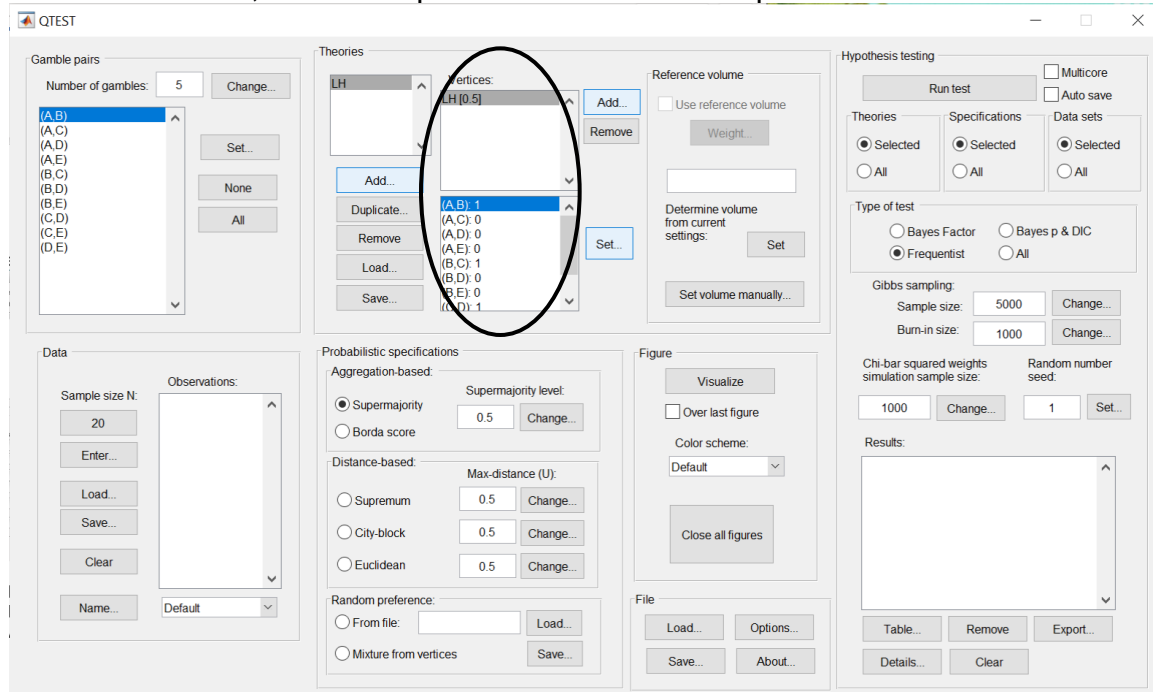 QTEST
Gamble pairs
Number of gambles: 5 Change...
(A,B)
(A,C)
(A,D)
(A,E)
(B,C)
(B,D)
(B,E)
(C,D)
(C,E)
(D,E)
Set...
None
All
Theories
LH
Add...
Duplicate...
Remove
Load...
Save...
Vertices:
LH [0.5]
Add...
Remove
(A,B): 1
(A,C): 0
(A,D): 0
(A,E): 0
(B,C): 1
(B,D): 0
(B,E): 0
(C,D): 1
Set...
Reference volume
Use reference volume
Weight...
Determine volume
from current
settings: Set
Set volume manually...
Hypothesis testing
Run test
Multicore
Auto save
Theories
Selected
All
Specifications
Selected
All
Data sets
Selected
All
Type of test
Bayes Factor Bayes p & DIC
Frequentist All
Gibbs sampling:
Sample size: 5000 Change...
Burn-in size: 1000 Change...
Chi-bar squared weights
simulation sample size:
1000 Change...
Random number
seed:
1 Set...
Results:
Table... Remove Export...
Details... Clear
Data
Sample size N:
20
Enter...
Load...
Save...
Clear
Name... Default
Observations:
Probabilistic specifications
Aggregation-based:
Supermajority level:
Supermajority 0.5 Change...
Borda score
Distance-based:
Max-distance (U):
Supremum 0.5 Change...
City-block 0.5 Change...
Euclidean 0.5 Change...
Random preference:
From file: Load...
Mixture from vertices Save...
Figure
Visualize
Over last figure
Color scheme:
Default
Close all figures
File
Load... Options...
Save... About...